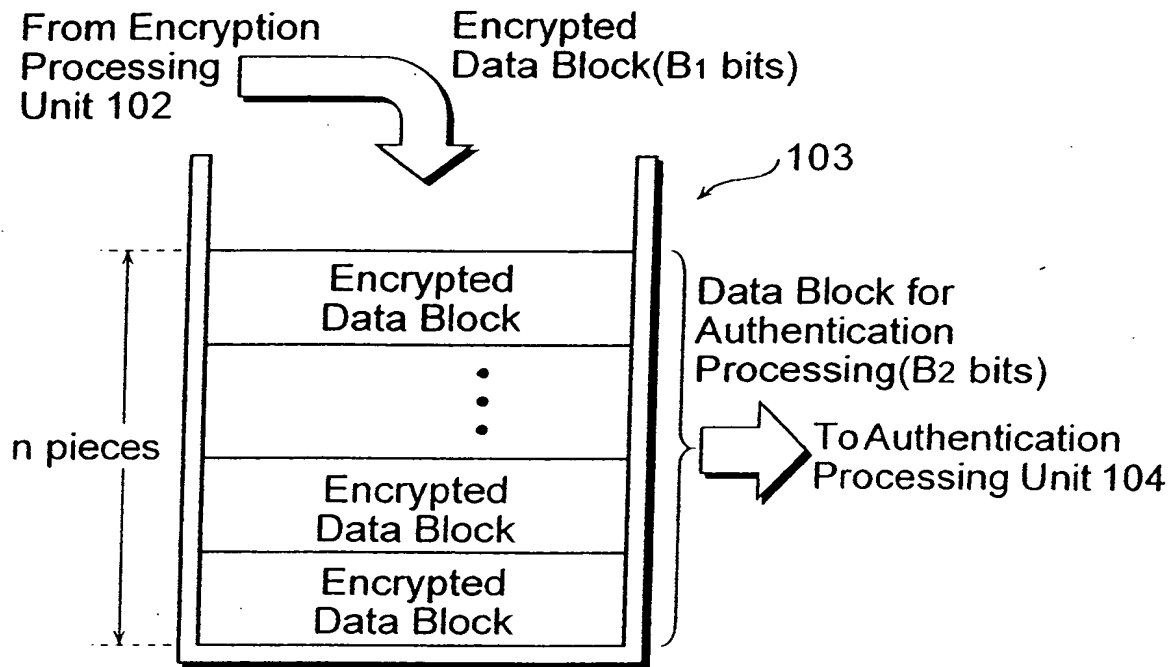 From Encryption
Processing
Unit 102
Encrypted
Data Block(B1 bits)
103
Encrypted
Data Block
n pieces
Encrypted
Data Block
Encrypted
Data Block
Data Block for
Authentication
Processing(B2 bits)
To Authentication
Processing Unit 104